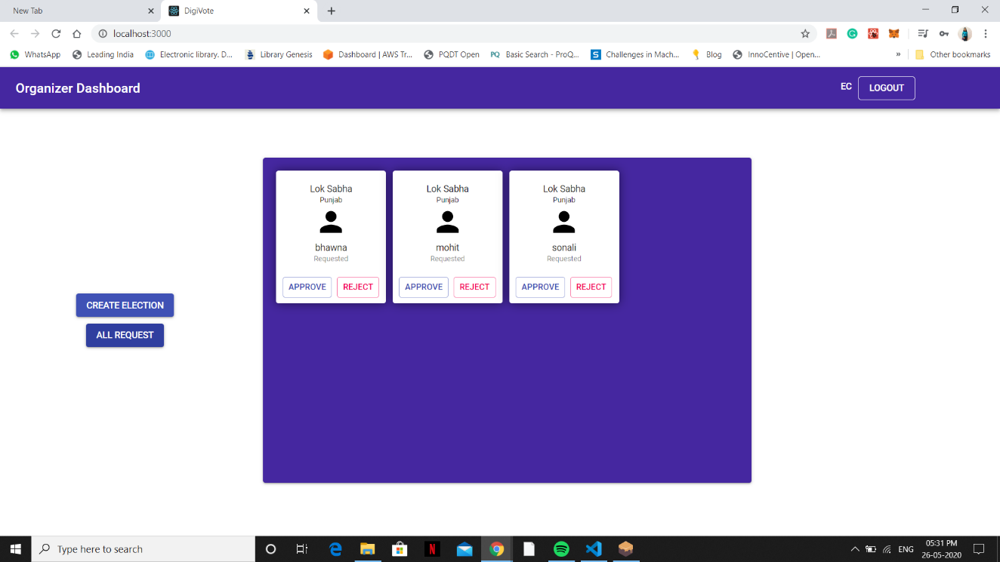 New Tab
DigiVote
localhost:3000
WhatsApp Leading India Electronic library. D... Library Genesis Dashboard | AWS Tr... PQDT Open PQ Basic Search - ProQ... S Challenges in Mach... Blog InnoCentive | Open... » Other bookmarks
Organizer Dashboard
EC LOGOUT
Lok Sabha
Punjab
bhawna
Requested
APPROVE REJECT
Lok Sabha
Punjab
mohit
Requested
APPROVE REJECT
Lok Sabha
Punjab
sonali
Requested
APPROVE REJECT
CREATE ELECTION
ALL REQUEST
Type here to search
ENG
05:31 PM
26-05-2020